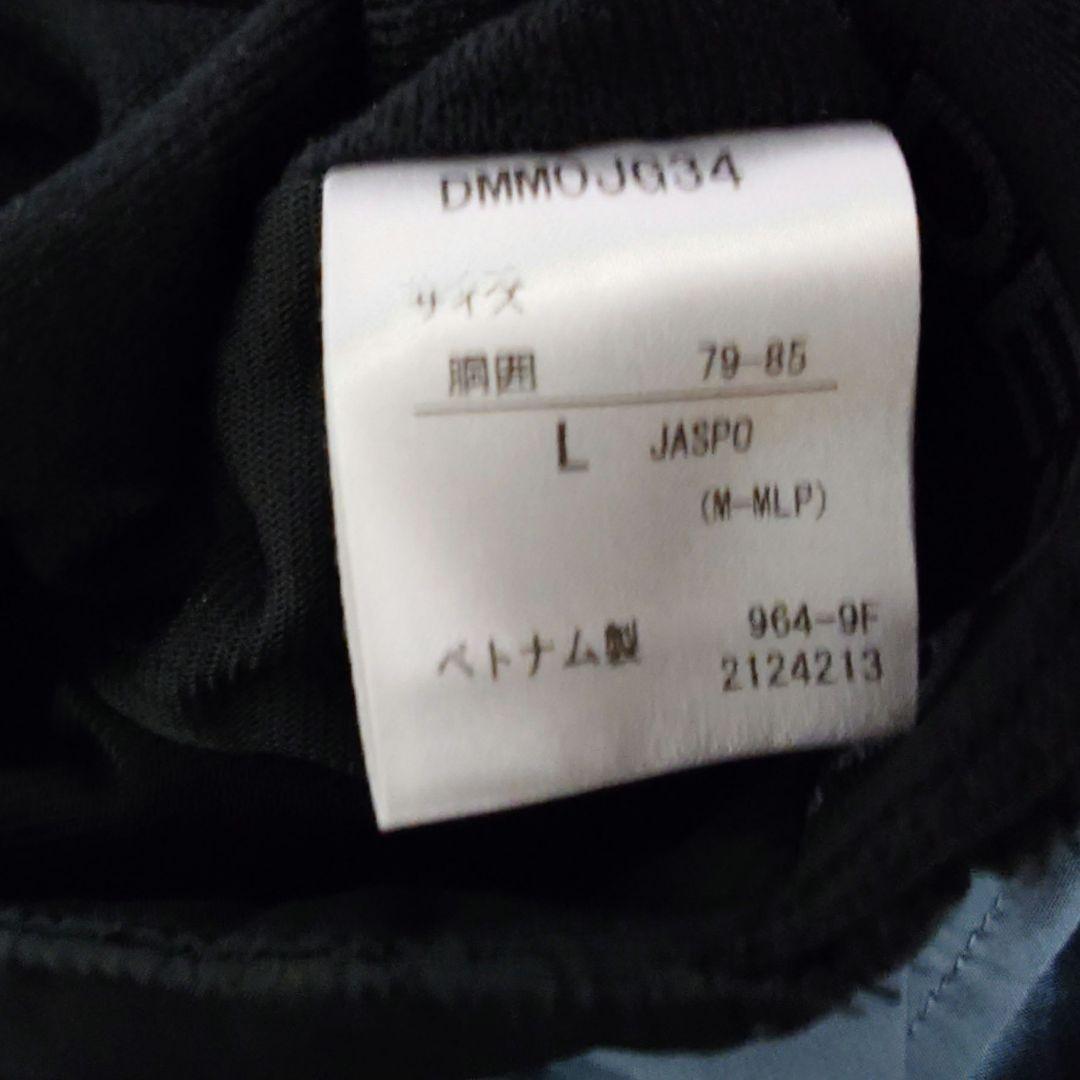 DMMOJG34
サイズ
胴囲 79-85
L JASPO
(M-MLP)
ベトナム製 964-9F
2124213